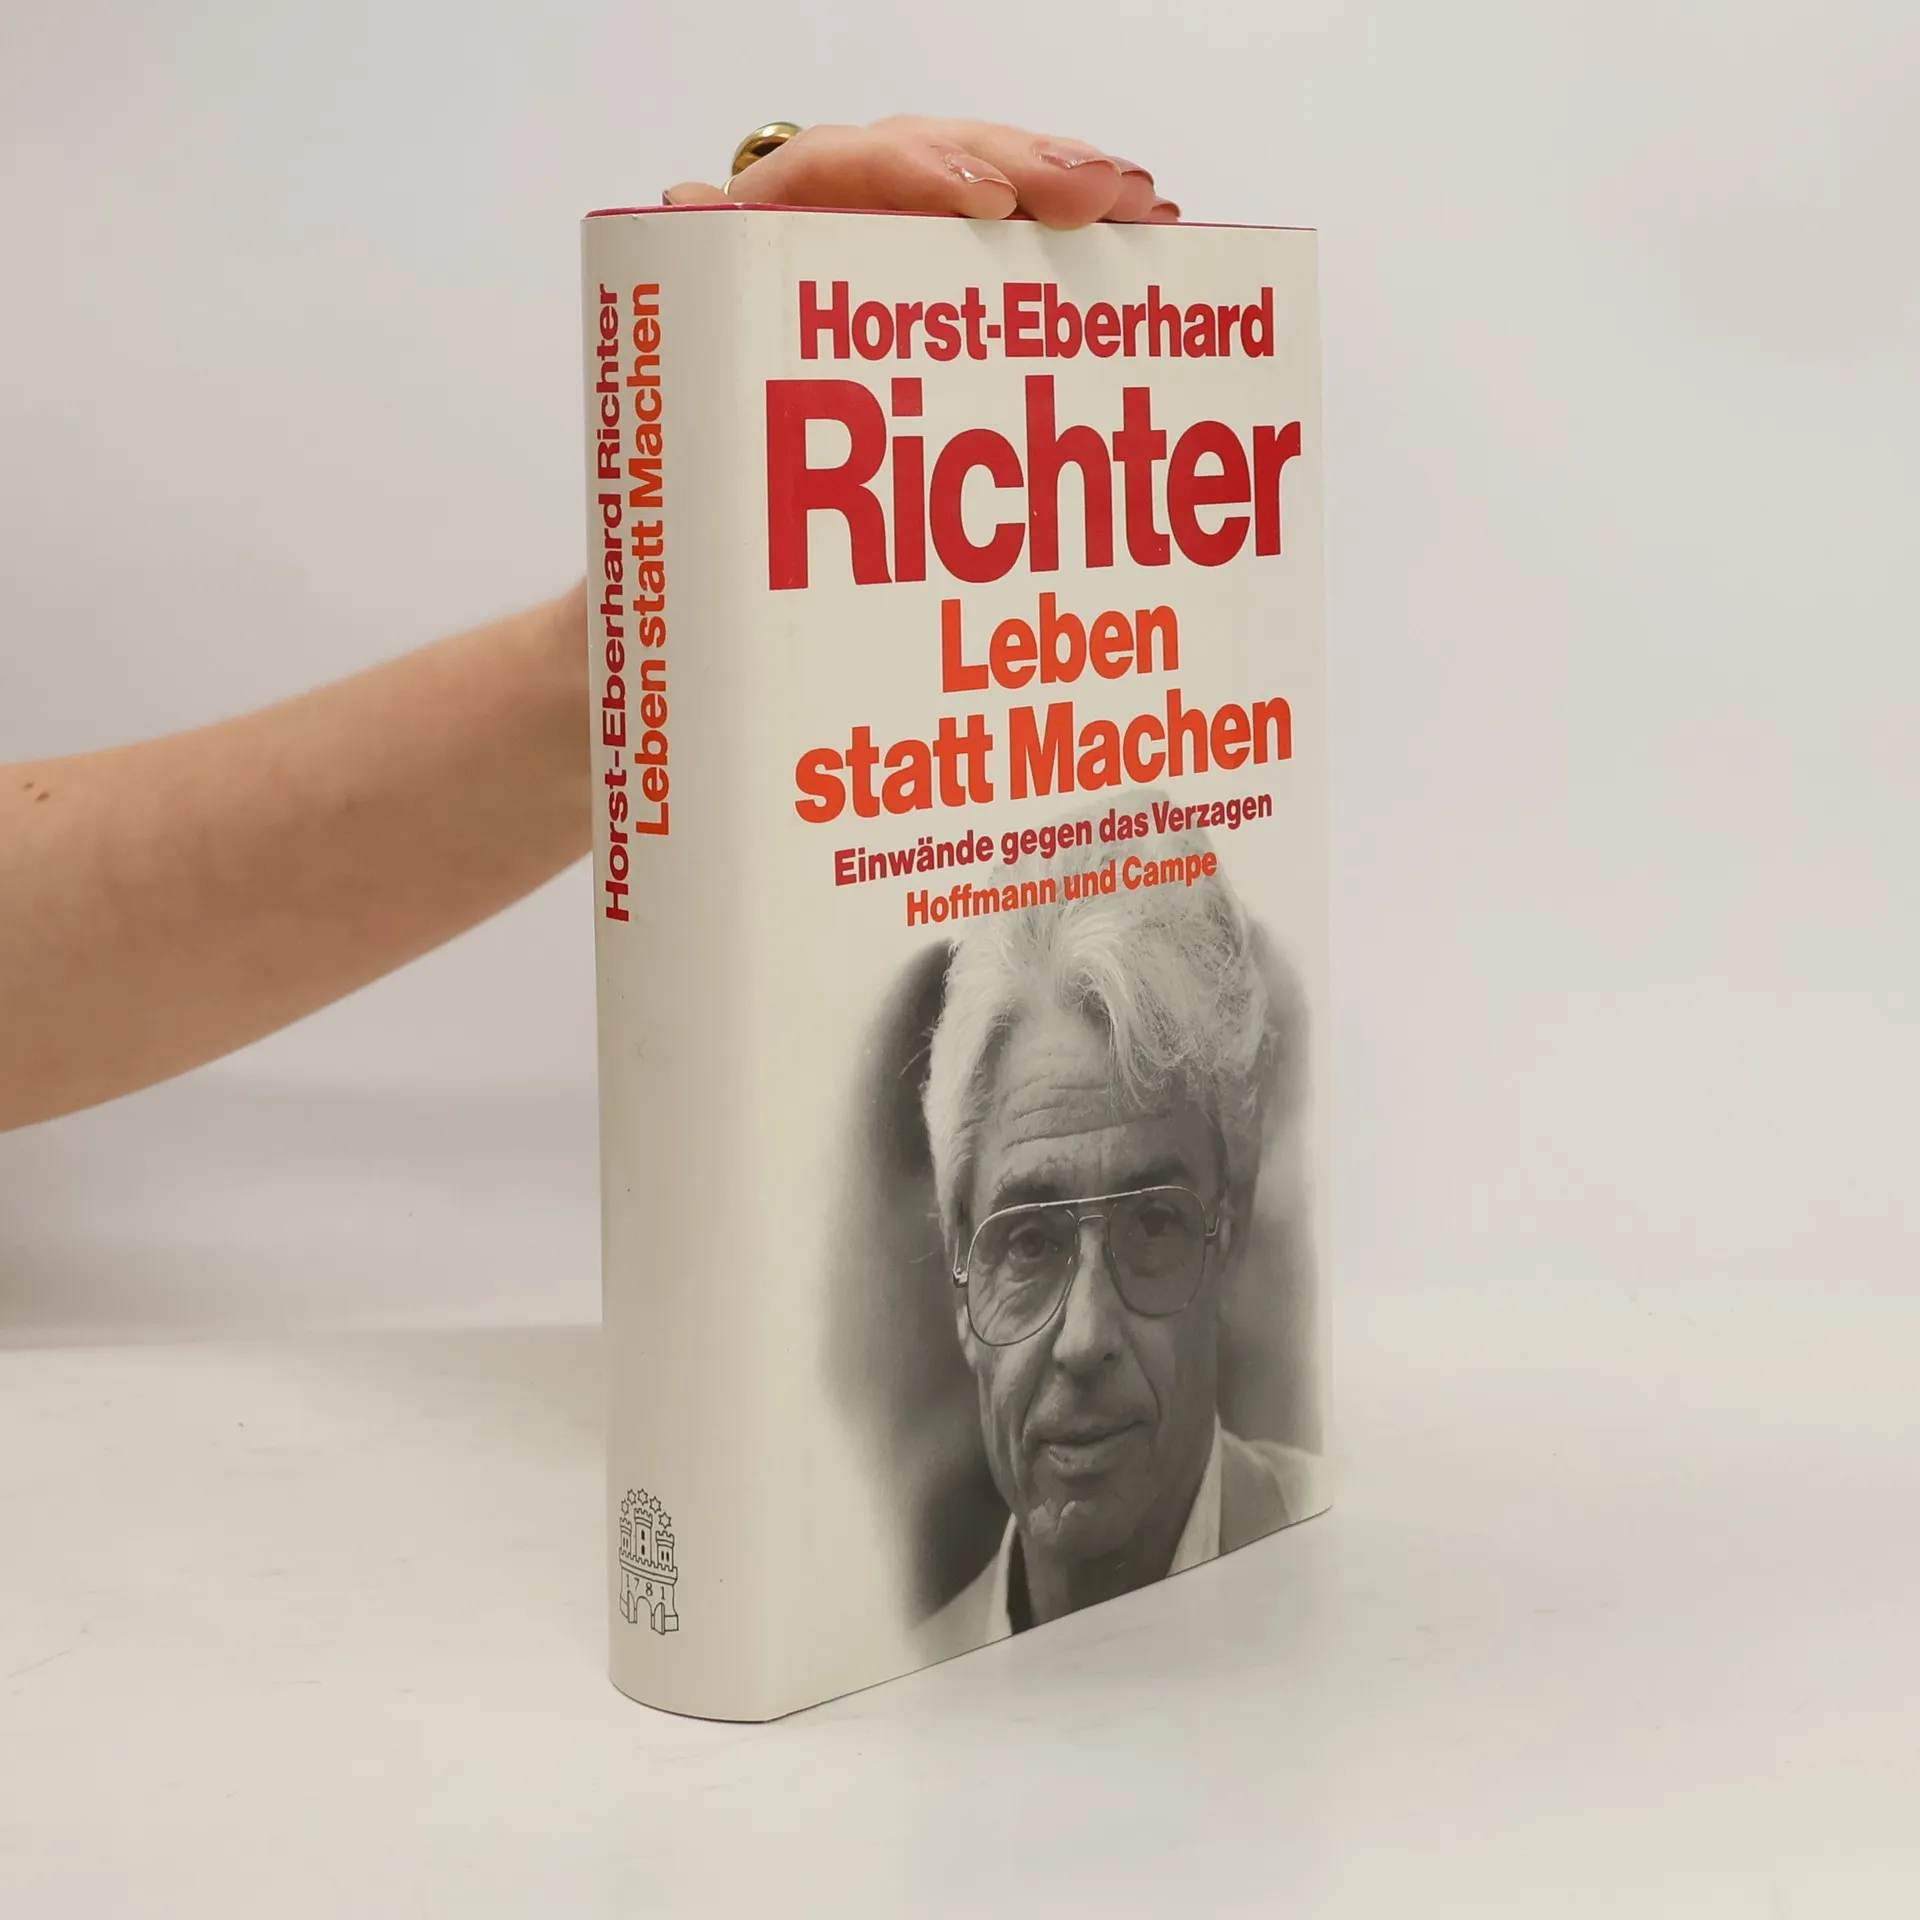 Horst-Eberhard Richter
Leben statt Machen
1781
Horst-Eberhard
Richter
Leben
statt Machen
Einwände gegen das Verzagen
Hoffmann und Campe